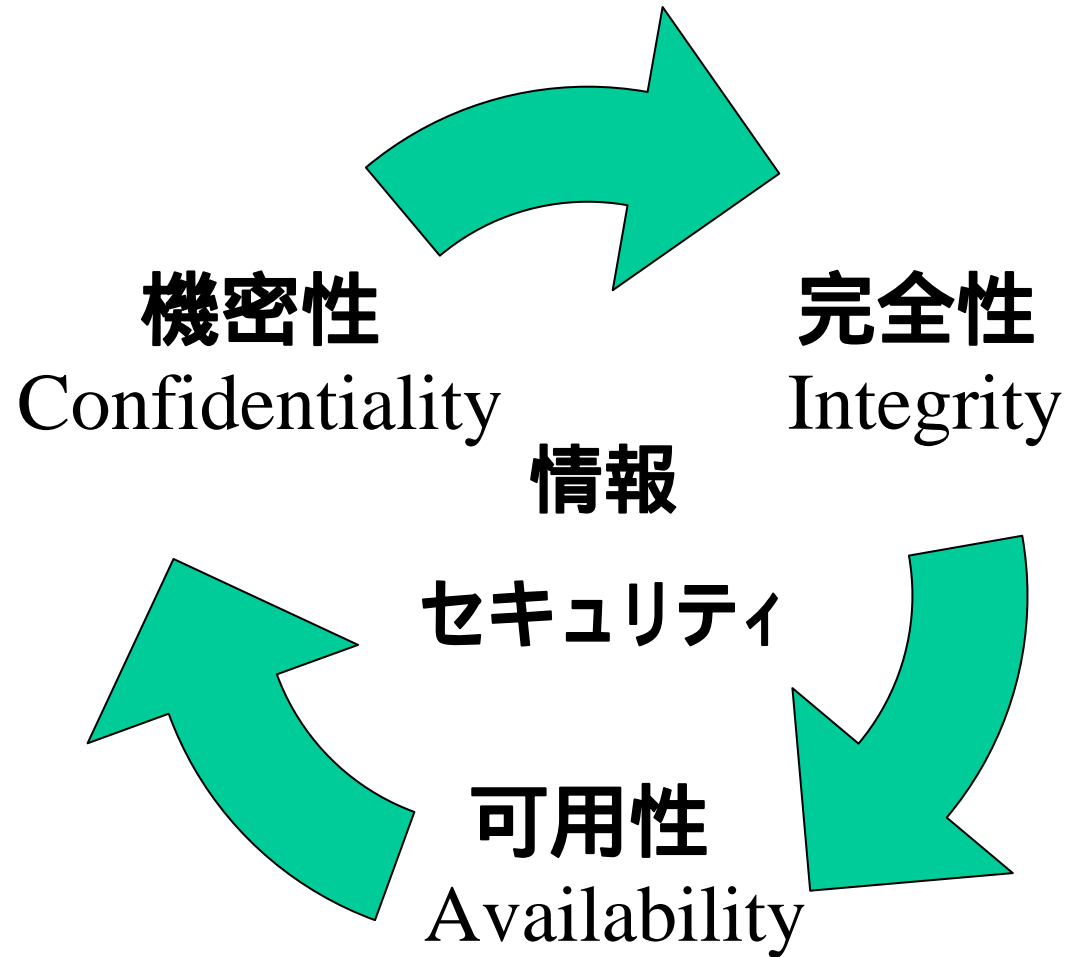 機密性
Confidentiality
完全性
Integrity
情報
セキュリティ
可用性
Availability